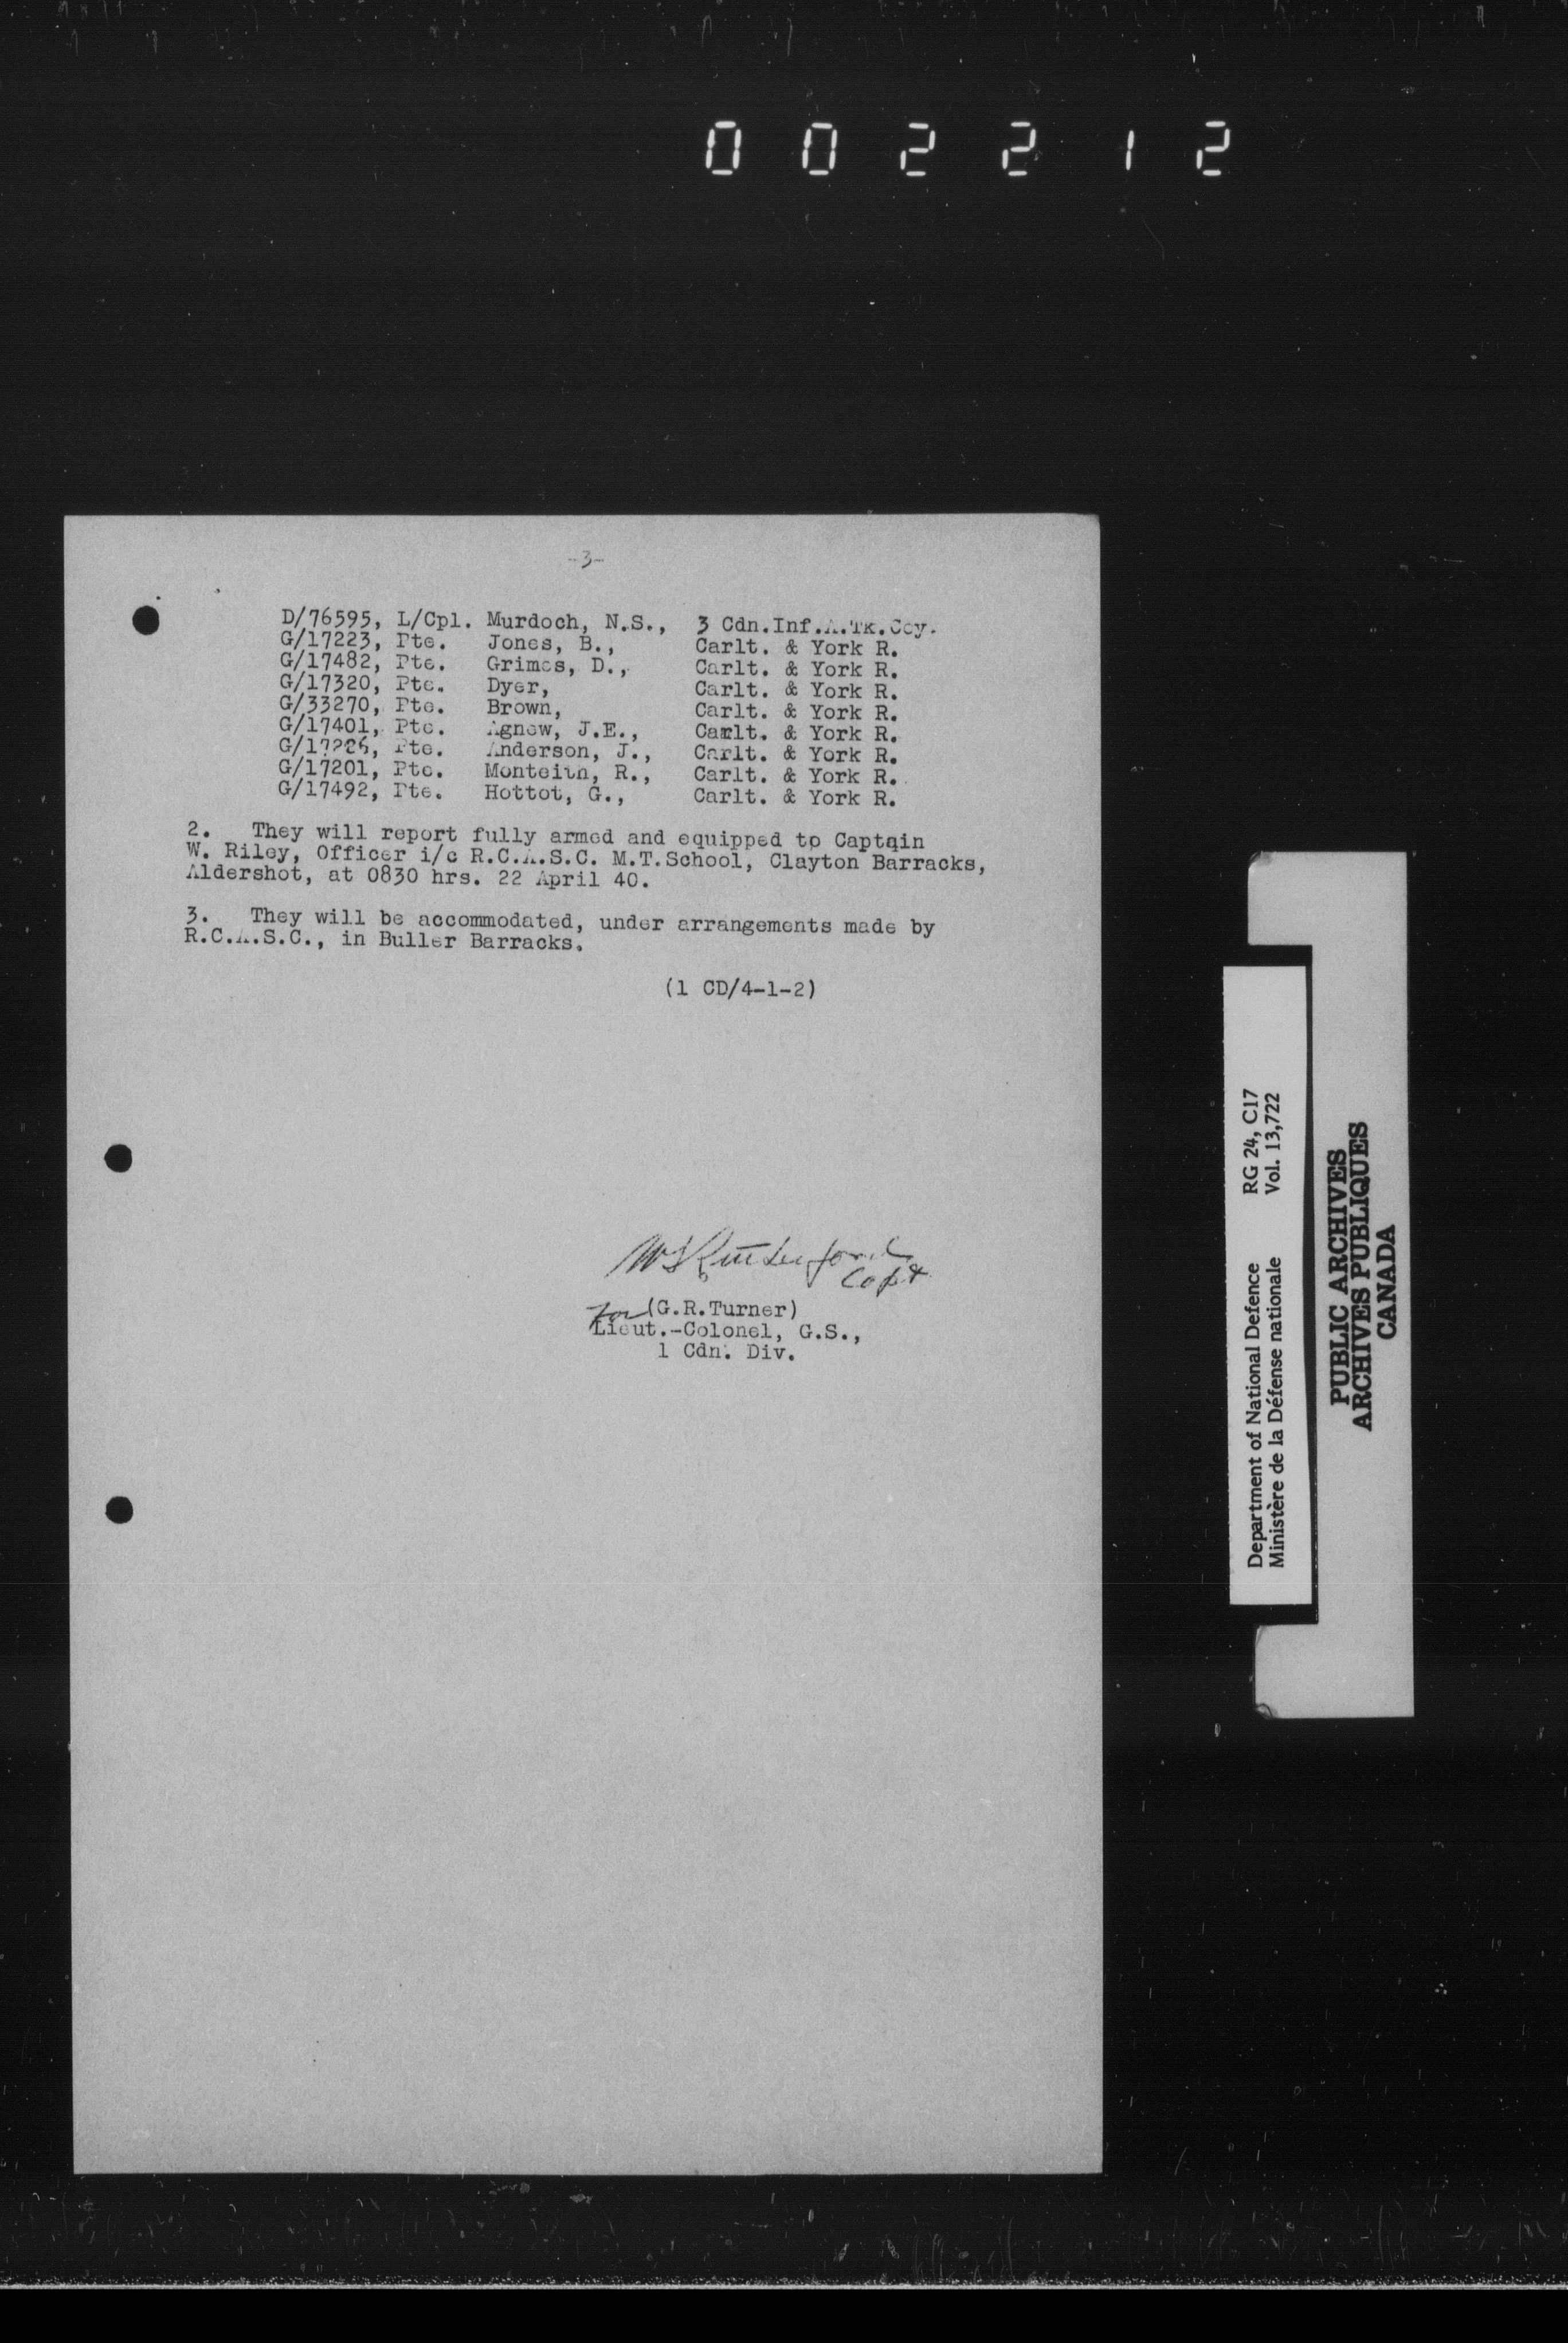 002212
-3-
D/76595, L/Cpl. Murdoch, N.S., 3 Cdn.Inf.A.Tk.Coy.
G/17223, Pte. Jones, B., Carlt. & York R.
G/17482, Pte. Grimes, D., Carlt. & York R.
G/17320, Pte. Dyer, Carlt. & York R.
G/33270, Pte. Brown, Carlt. & York R.
G/17401, Pte. Agnew, J.E., Carlt. & York R.
Pte. Anderson, J., Carlt. & York R.
G/17201, Pte. Monteith, R., Carlt. & York R.
G/17492, Pte. Hottot, G., Carlt. & York R.
2. They will report fully armed and equipped to Captain
W. Riley, Officer i/c R.C.A.S.C. M.T.School, Clayton Barracks,
Aldershot, at 0830 hrs. 22 April 40.
3. They will be accommodated, under arrangements made by
R.C.A.S.C., in Buller Barracks.
(1 CD/4-1-2)
Capt
for (G.R.Turner)
Lieut.-Colonel, G.S.,
1 Cdn. Div.
Department of National Defence RG 24, C17
Ministère de la Défense nationale Vol. 13,722
PUBLIC ARCHIVES
ARCHIVES PUBLIQUES
CANADA